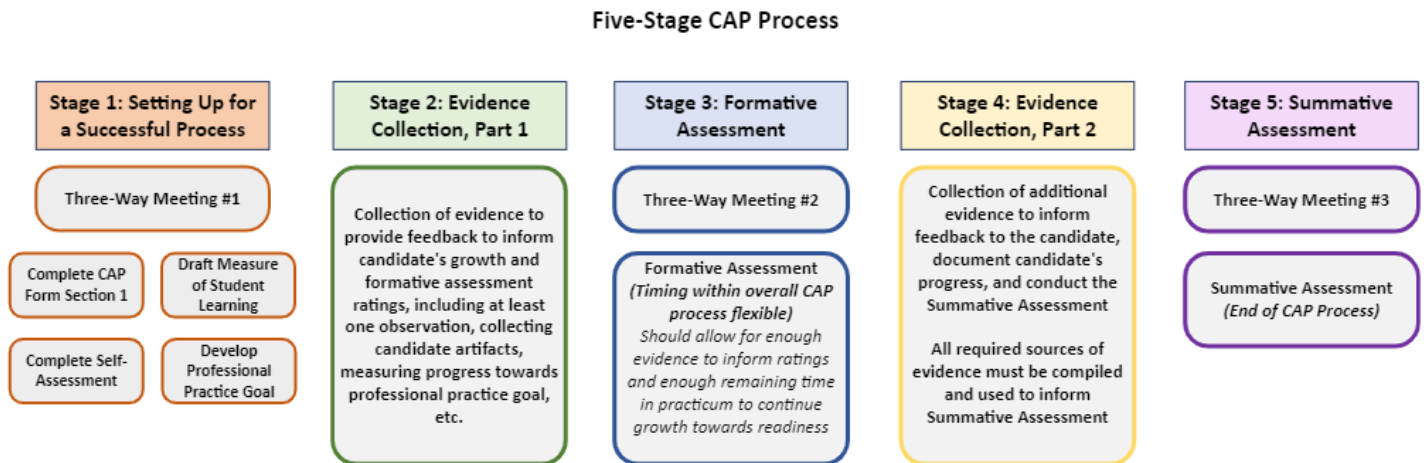 Five-Stage CAP Process
Stage 1: Setting Up for
a Successful Process
Three-Way Meeting #1
Complete CAP
Form Section 1
Draft Measure
of Student
Learning
Complete Self-
Assessment
Develop
Professional
Practice Goal
Stage 2: Evidence
Collection, Part 1
Collection of evidence to
provide feedback to inform
candidate's growth and
formative assessment
ratings, including at least
one observation, collecting
candidate artifacts,
measuring progress towards
professional practice goal,
etc.
Stage 3: Formative
Assessment
Three-Way Meeting #2
Formative Assessment
(Timing within overall CAP
process flexible)
Should allow for enough
evidence to inform ratings
and enough remaining time
in practicum to continue
growth towards readiness
Stage 4: Evidence
Collection, Part 2
Collection of additional
evidence to inform
feedback to the candidate,
document candidate's
progress, and conduct the
Summative Assessment
All required sources of
evidence must be compiled
and used to inform
Summative Assessment
Stage 5: Summative
Assessment
Three-Way Meeting #3
Summative Assessment
(End of CAP Process)